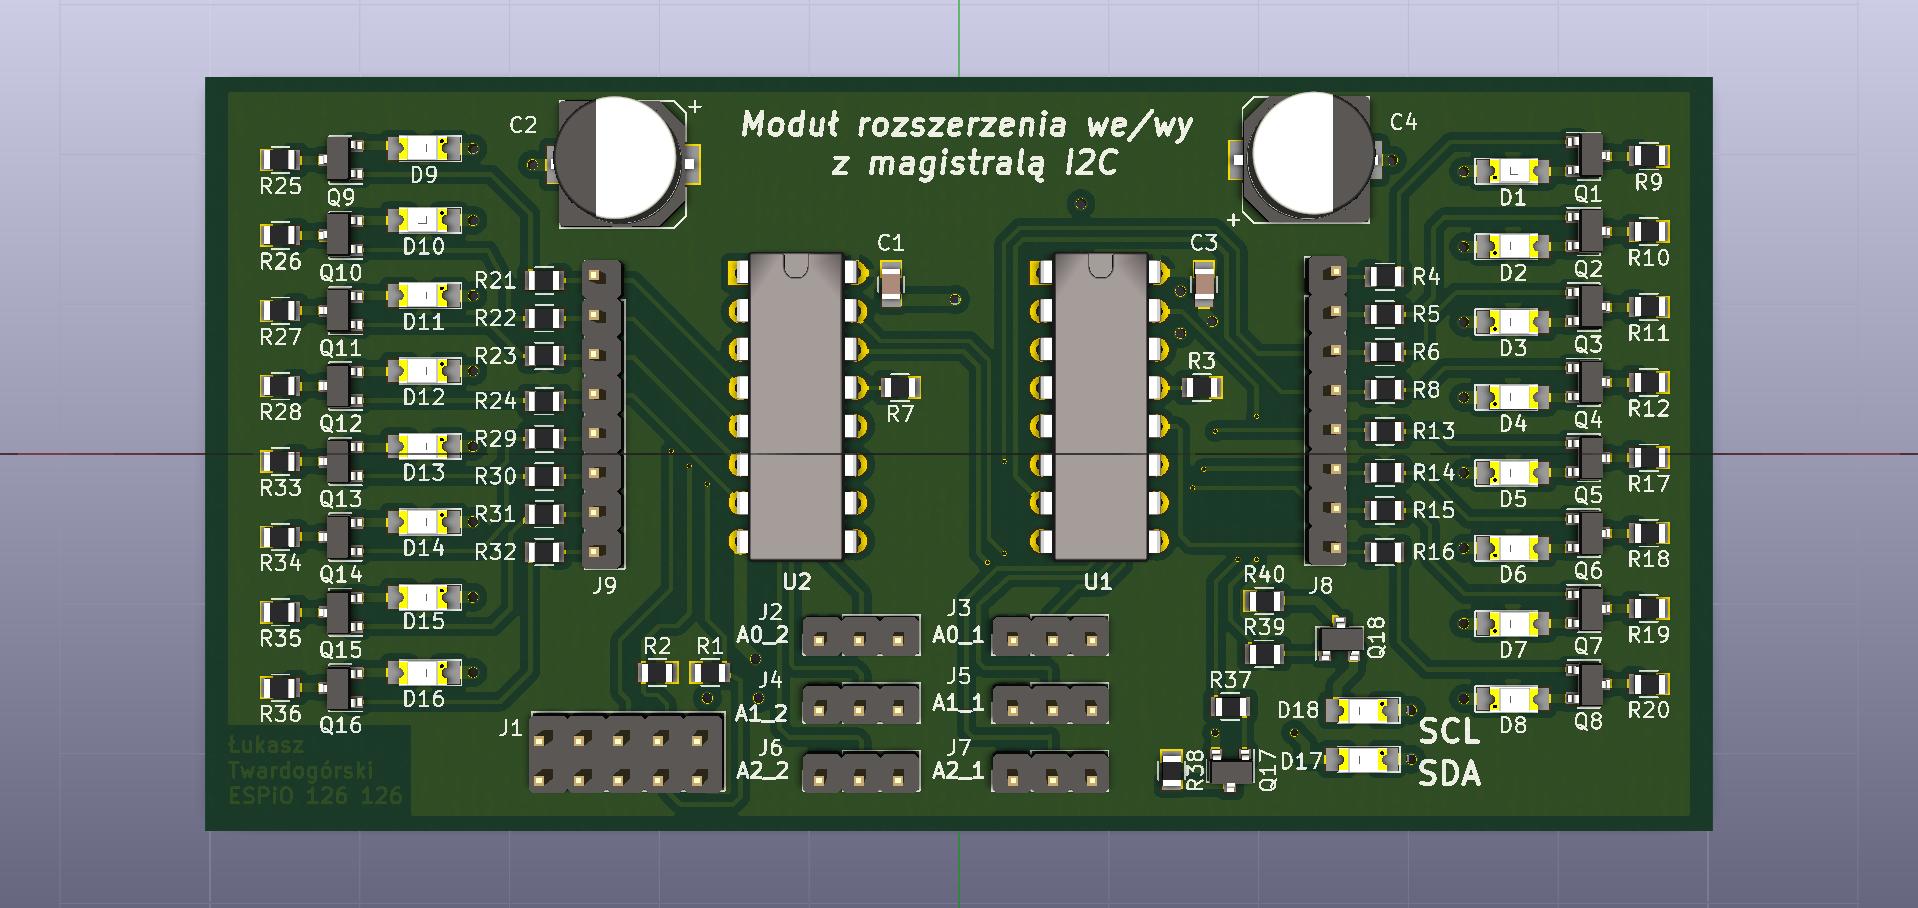 Moduł rozszerzenia we/wy
z magistralą I2C
C2
+
C4
+
C1
C3
R25
Q9
D9
R26
Q10
D10
R27
Q11
D11
R28
Q12
D12
R33
Q13
D13
R34
Q14
D14
R35
Q15
D15
R36
Q16
D16
R21
R22
R23
R24
R29
R30
R31
R32
J9
U2
R7
U1
R3
J8
R4
R5
R6
R8
R13
R14
R15
R16
D1
Q1
R9
D2
Q2
R10
D3
Q3
R11
D4
Q4
R12
D5
Q5
R17
D6
Q6
R18
D7
Q7
R19
D8
Q8
R20
R2
R1
J1
J2
A0_2
J4
A1_2
J6
A2_2
J3
A0_1
J5
A1_1
J7
A2_1
R40
R39
Q18
R37
R38
Q17
D18
SCL
D17
SDA
Łukasz
Twardogórski
ESPiO 126 126